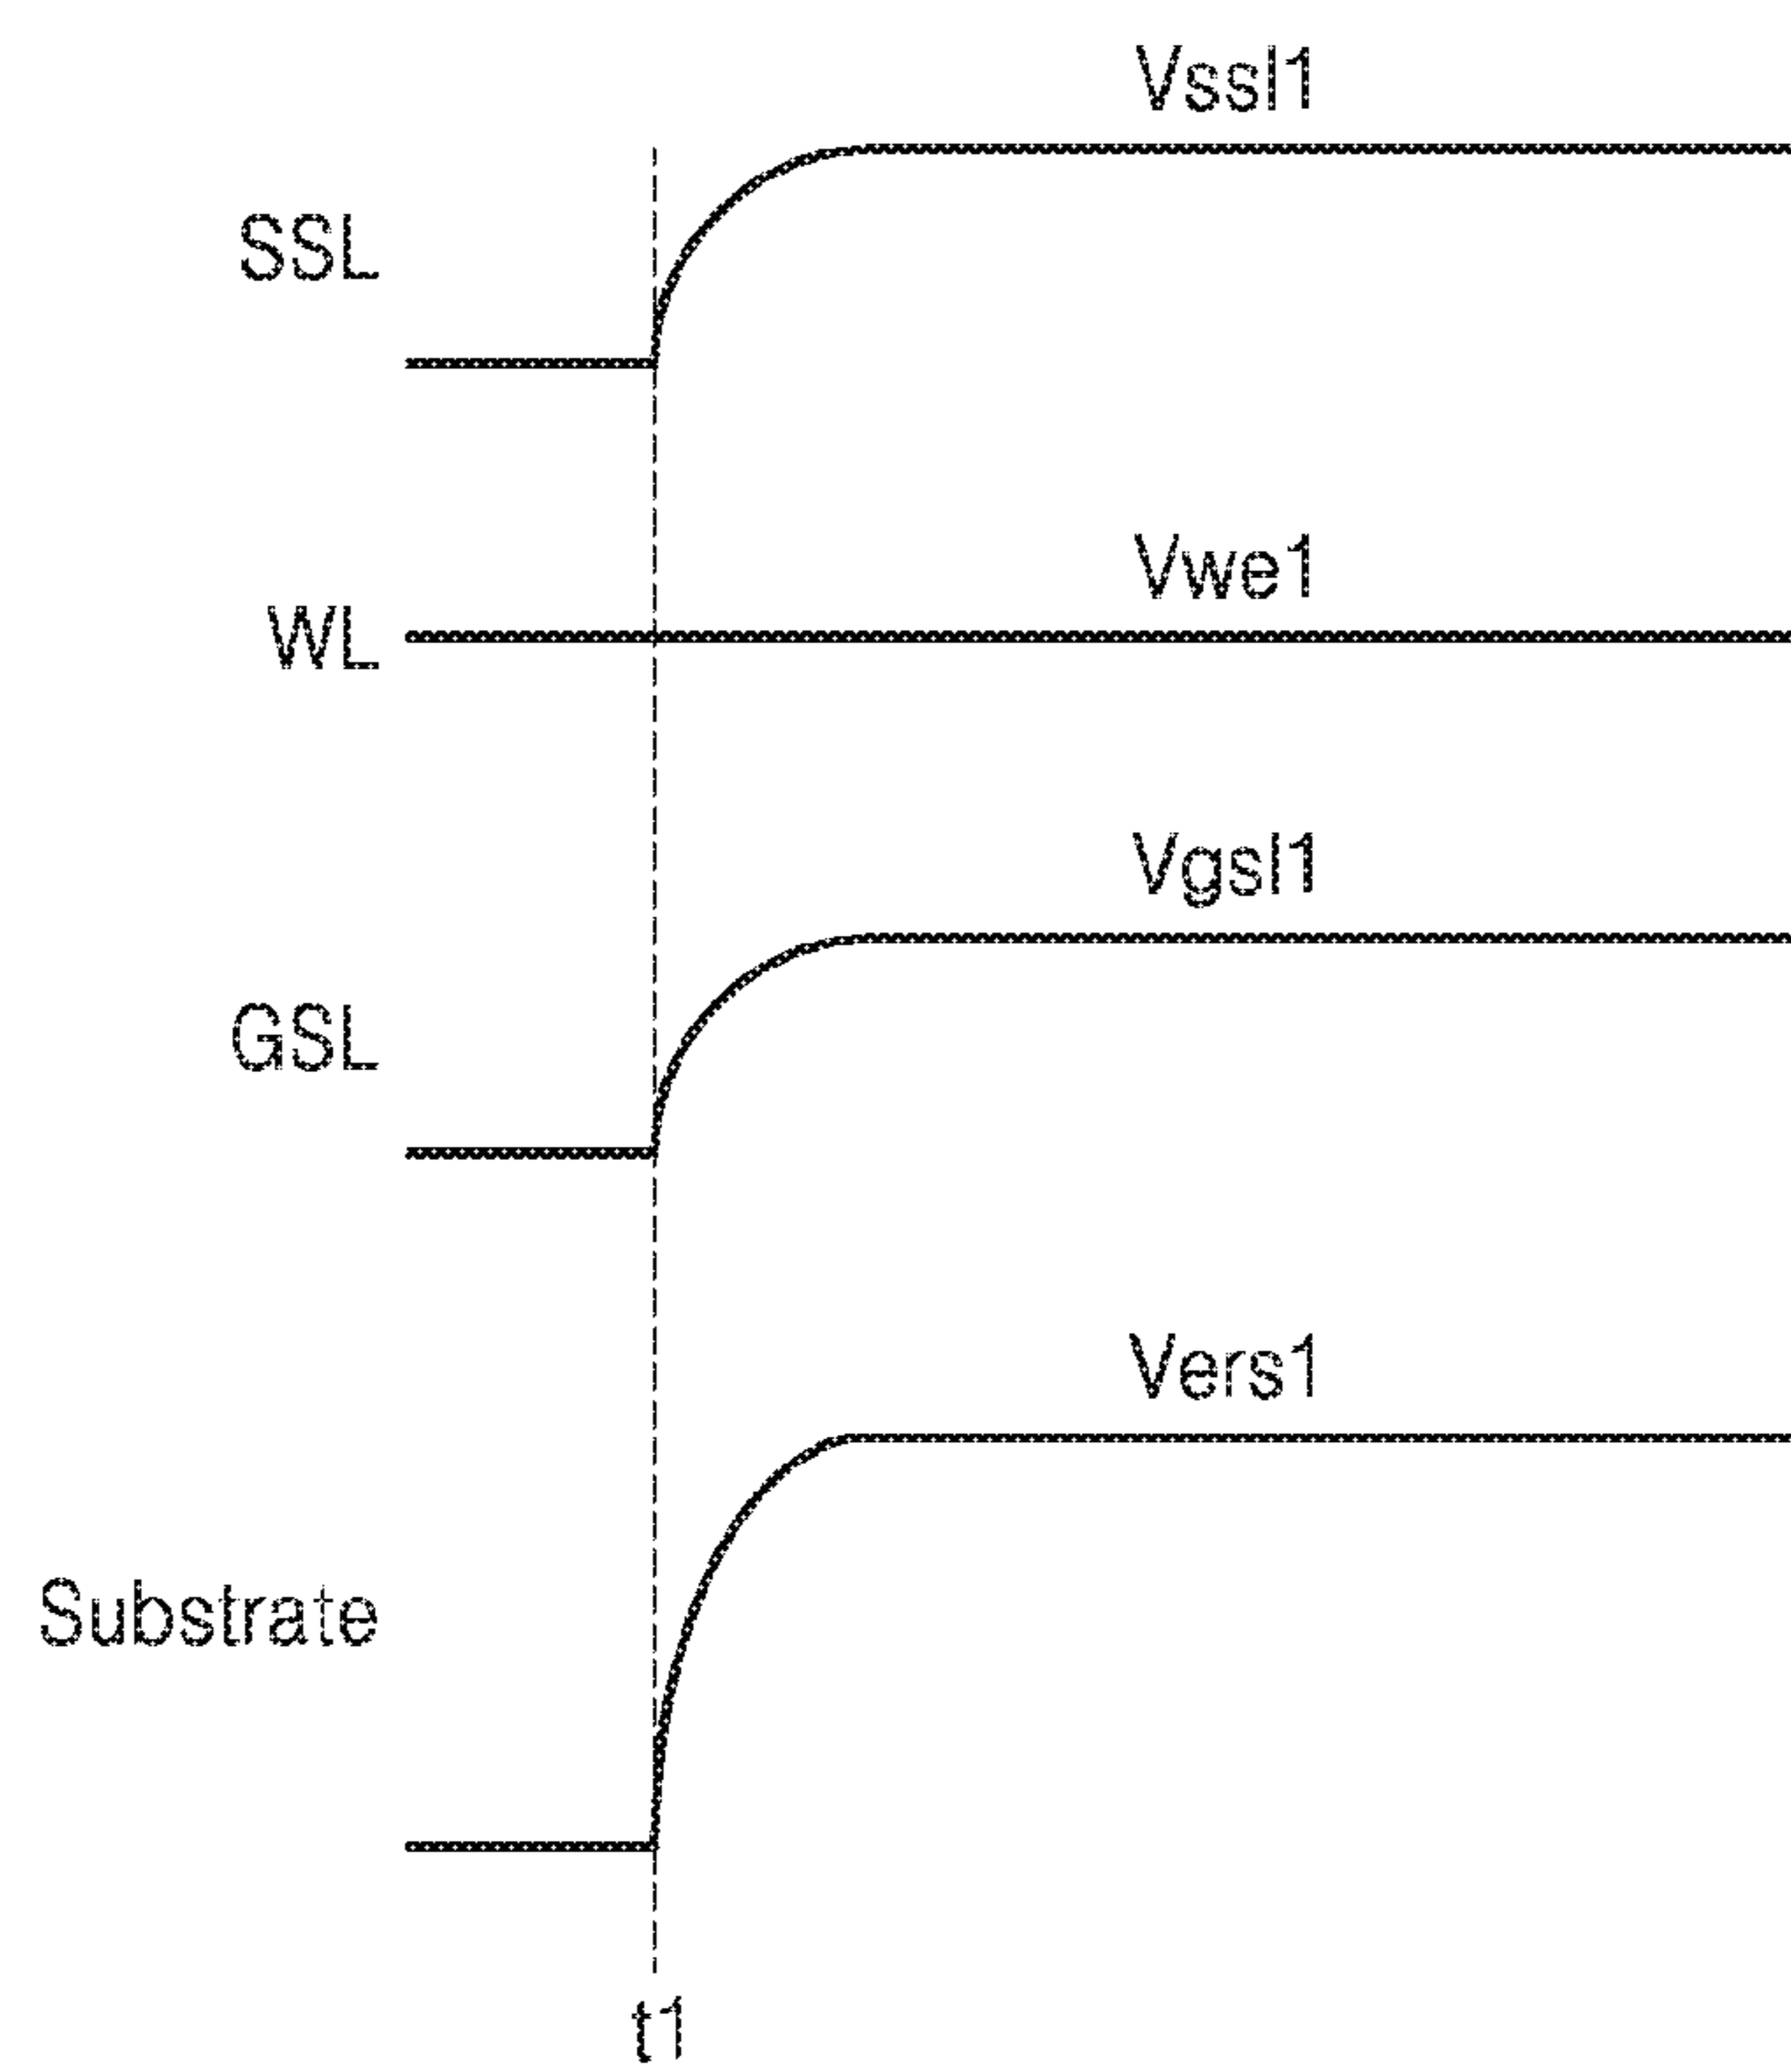 Vssl1
SSL
Vwe1
WL
Vgsl1
GSL
Vers1
Substrate
t1